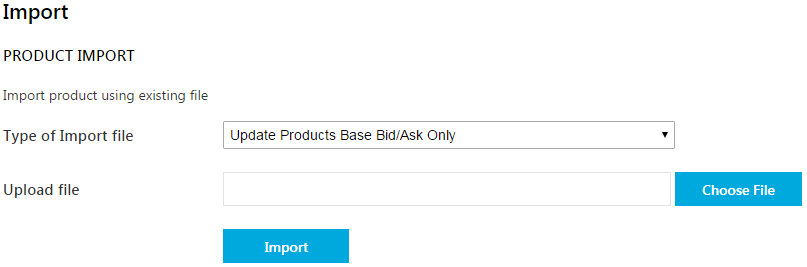 Import
PRODUCT IMPORT
Import product using existing file
Type of Import file Update Products Base Bid/Ask Only
Upload file Choose File
Import